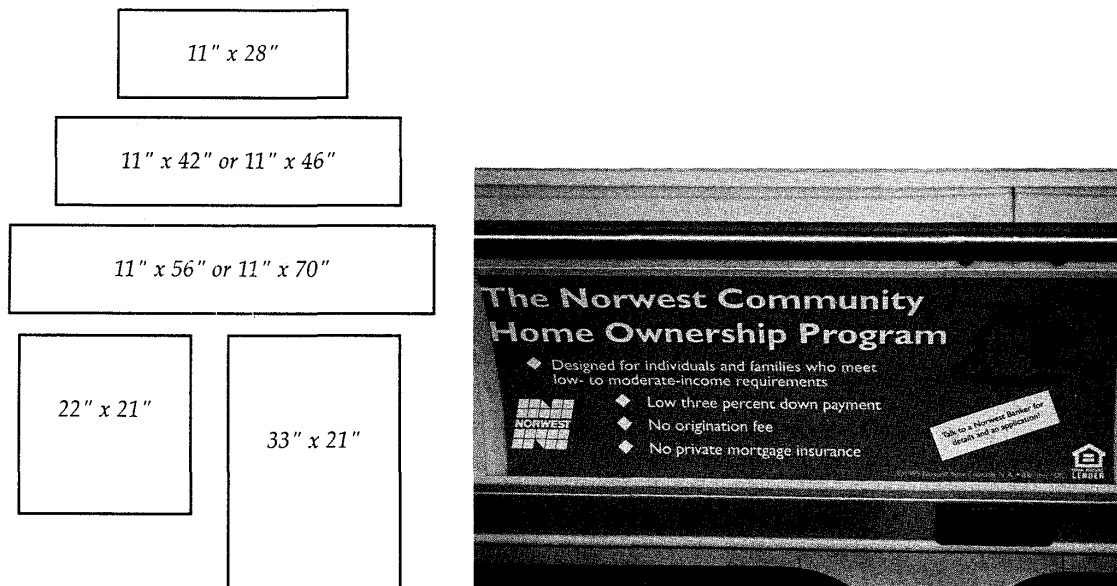 11" x 28"
11" x 42" or 11" x 46"
11" x 56" or 11" x 70"
22" x 21"
33" x 21"
The Norwest Community
Home Ownership Program
◆ Designed for individuals and families who meet
low- to moderate-income requirements
◆ Low three percent down payment
◆ No origination fee
◆ No private mortgage insurance
NORWEST
Talk to a Norwest Banker for
details and an application!
LENDER